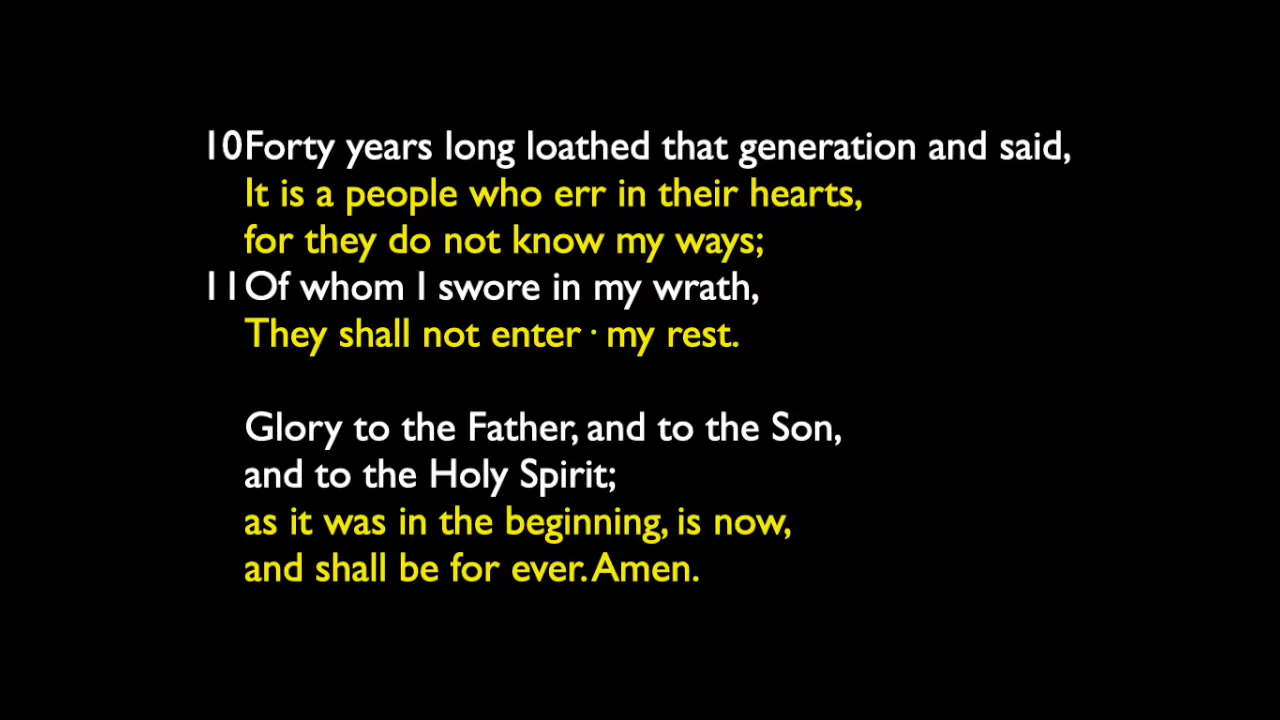 10Forty years long loathed that generation and said,
It is a people who err in their hearts,
for they do not know my ways;
11Of whom I swore in my wrath,
They shall not enter · my rest.
Glory to the Father, and to the Son,
and to the Holy Spirit;
as it was in the beginning, is now,
and shall be for ever. Amen.